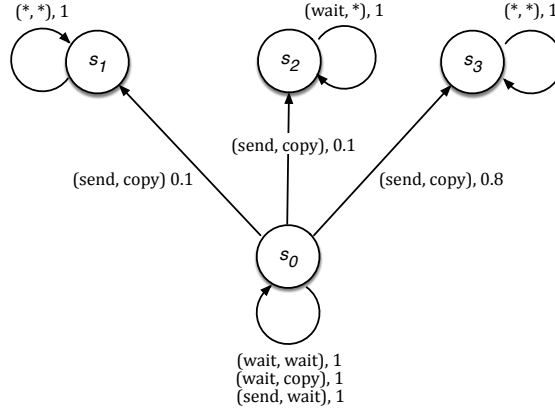 (*, *), 1
(wait, *), 1
(*, *), 1
s1
s2
s3
(send, copy), 0.1
(send, copy) 0.1
(send, copy), 0.8
s0
(wait, wait), 1
(wait, copy), 1
(send, wait), 1